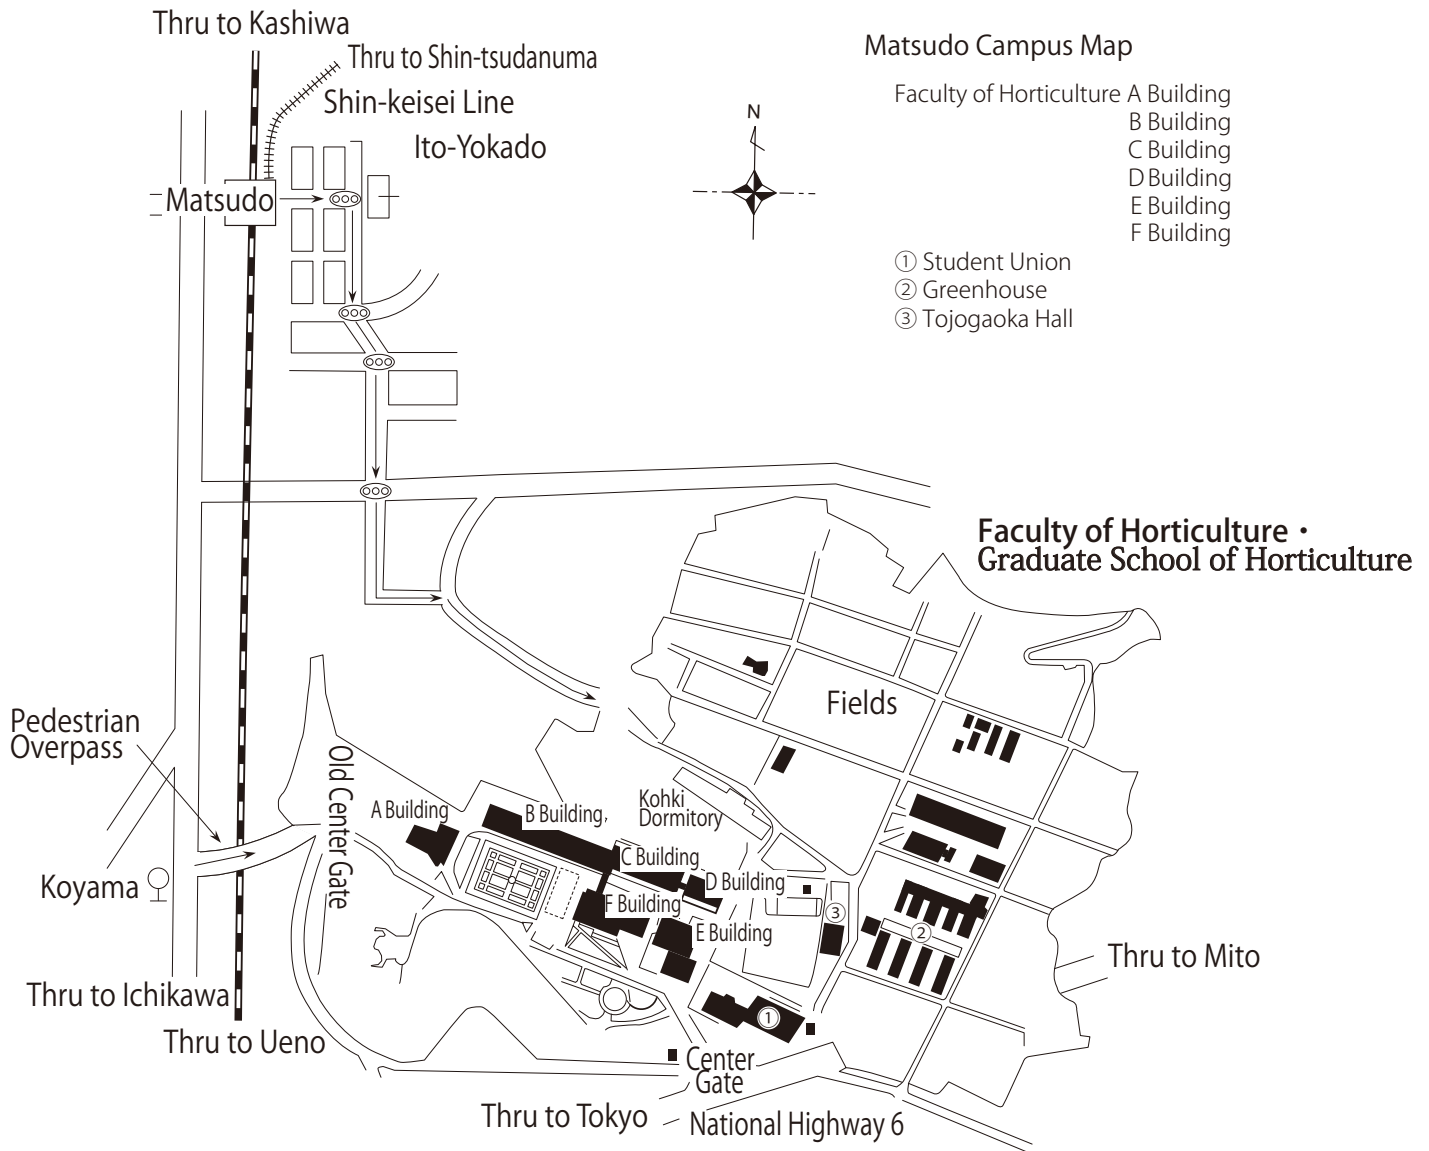 Thru to Kashiwa
Thru to Shin-tsudanuma
Shin-keisei Line
Ito-Yokado
Matsudo
N
Matsudo Campus Map
Faculty of Horticulture A Building
B Building
C Building
D Building
E Building
F Building
① Student Union
② Greenhouse
③ Tojogaoka Hall
Faculty of Horticulture・
Graduate School of Horticulture
Fields
Pedestrian
Overpass
Old Center Gate
A Building
B Building,
Kohki
Dormitory
C Building
D Building
F Building
E Building
③
②
①
Koyama
Thru to Mito
Thru to Ichikawa
Thru to Ueno
Center
Gate
Thru to Tokyo
National Highway 6